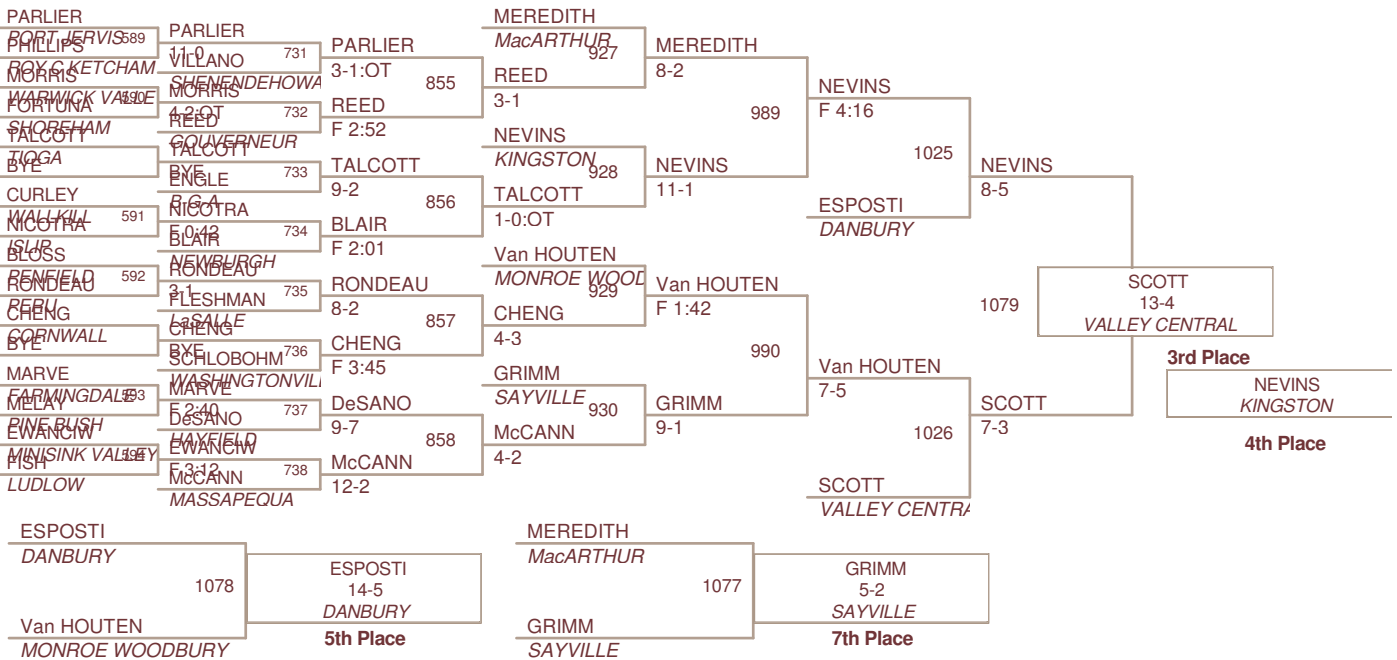 PARLIER
PORT JERVIS
589
PHILLIPS
ROY C KETCHAM
MORRIS
WARWICK VALLE
590
FORTUNA
SHOREHAM
TALCOTT
TIOGA
BYE
CURLEY
WALLKILL
591
NICOTRA
ISLIP
BLOSS
PENFIELD
592
RONDEAU
PERU
CHENG
CORNWALL
BYE
MARVE
FARMINGDALE
593
MELAY
PINE BUSH
EWANCIW
MINISINK VALLEY
594
FISH
LUDLOW
PARLIER
11-0
731
VILLANO
SHENENDEHOWA
MORRIS
4-2:OT
732
REED
GOUVERNEUR
TALCOTT
BYE
733
ENGLE
B-G-A
NICOTRA
F 0:42
734
BLAIR
NEWBURGH
RONDEAU
3-1
735
FLESHMAN
LaSALLE
CHENG
BYE
736
SCHLOBOHM
WASHINGTONVILL
MARVE
F 2:40
737
DeSANO
HAYFIELD
EWANCIW
F 3:12
738
McCANN
MASSAPEQUA
PARLIER
3-1:OT
855
REED
F 2:52
TALCOTT
9-2
856
BLAIR
F 2:01
RONDEAU
8-2
857
CHENG
F 3:45
DeSANO
9-7
858
McCANN
12-2
MEREDITH
MacARTHUR
927
REED
3-1
NEVINS
KINGSTON
928
TALCOTT
1-0:OT
Van HOUTEN
MONROE WOOD
929
CHENG
4-3
GRIMM
SAYVILLE
930
McCANN
4-2
MEREDITH
8-2
989
NEVINS
11-1
Van HOUTEN
F 1:42
990
GRIMM
9-1
NEVINS
F 4:16
1025
ESPOSTI
DANBURY
Van HOUTEN
7-5
1026
SCOTT
VALLEY CENTRA
NEVINS
8-5
1079
SCOTT
7-3
SCOTT
13-4
VALLEY CENTRAL
3rd Place
NEVINS
KINGSTON
4th Place
ESPOSTI
DANBURY
1078
Van HOUTEN
MONROE WOODBURY
ESPOSTI
14-5
DANBURY
5th Place
MEREDITH
MacARTHUR
1077
GRIMM
SAYVILLE
GRIMM
5-2
SAYVILLE
7th Place